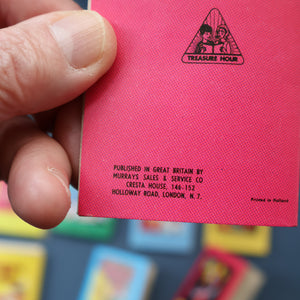 TREASURE HOUR
PUBLISHED IN GREAT BRITAIN BY
MURRAYS SALES & SERVICE CO
CRESTA HOUSE, 146-152
HOLLOWAY ROAD, LONDON, N.7.
Printed in Holland